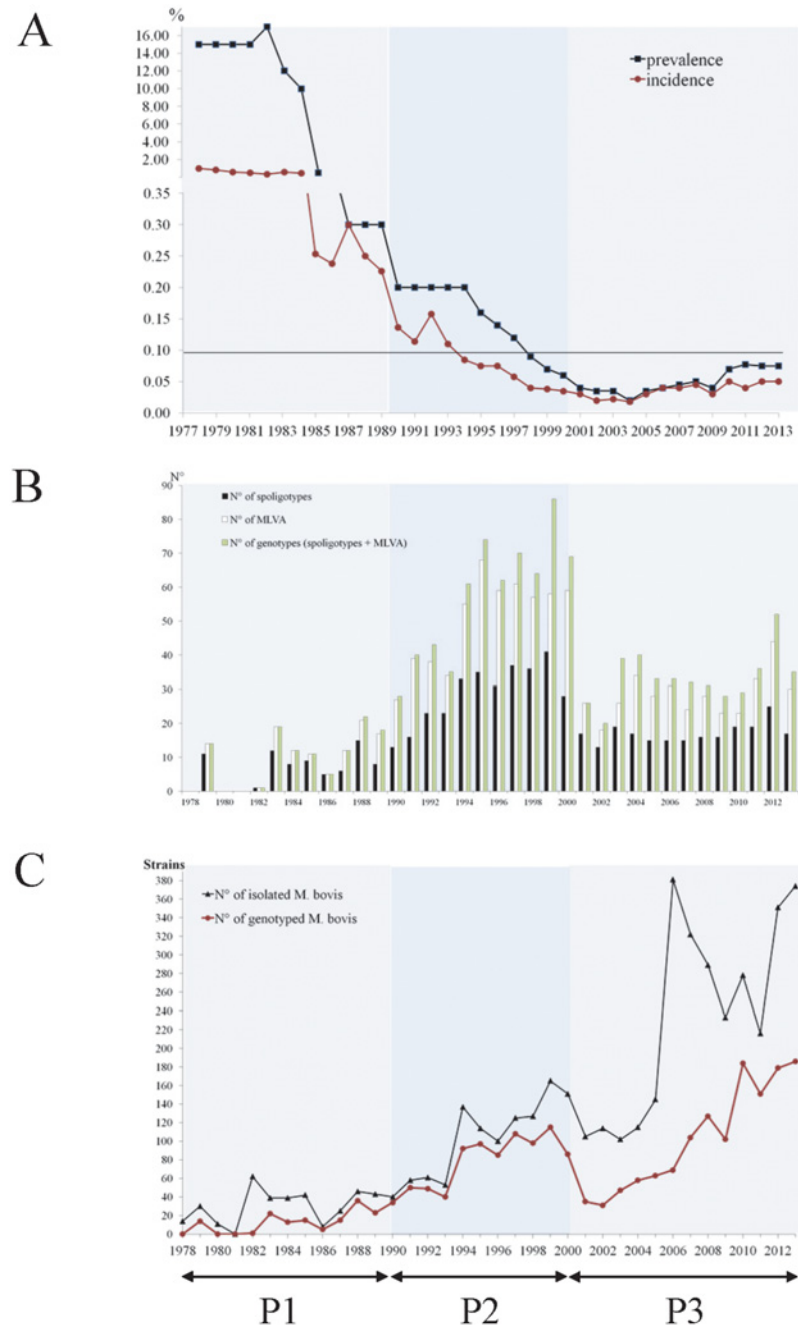 A
%
16.00
14.00
12.00
10.00
8.00
6.00
4.00
2.00
prevalence
incidence
0.35
0.30
0.25
0.20
0.15
0.10
0.05
0.00
1977 1979 1981 1983 1985 1987 1989 1991 1993 1995 1997 1999 2001 2003 2005 2007 2009 2011 2013
B
N°
90
80
70
60
50
40
30
20
10
0
N° of spoligotypes
N° of MLVA
N° of genotypes (spoligotypes + MLVA)
1978 1980 1982 1984 1986 1988 1990 1992 1994 1996 1998 2000 2002 2004 2006 2008 2010 2012
C
Strains
380
360
340
320
300
280
260
240
220
200
180
160
140
120
100
80
60
40
20
0
N° of isolated M. bovis
N° of genotyped M. bovis
1978 1980 1982 1984 1986 1988 1990 1992 1994 1996 1998 2000 2002 2004 2006 2008 2010 2012
P1 P2 P3